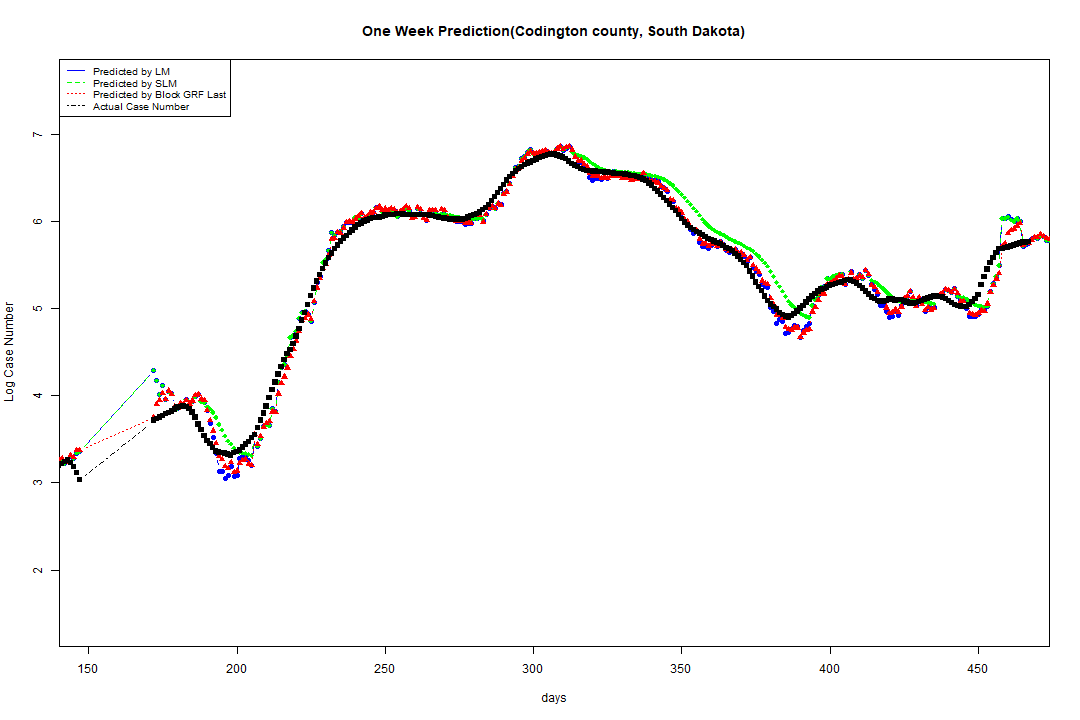 One Week Prediction(Codington county, South Dakota)
Predicted by LM
Predicted by SLM
Predicted by Block GRF Last
Actual Case Number
7
6
5
4
3
2
Log Case Number
150 200 250 300 350 400 450
days